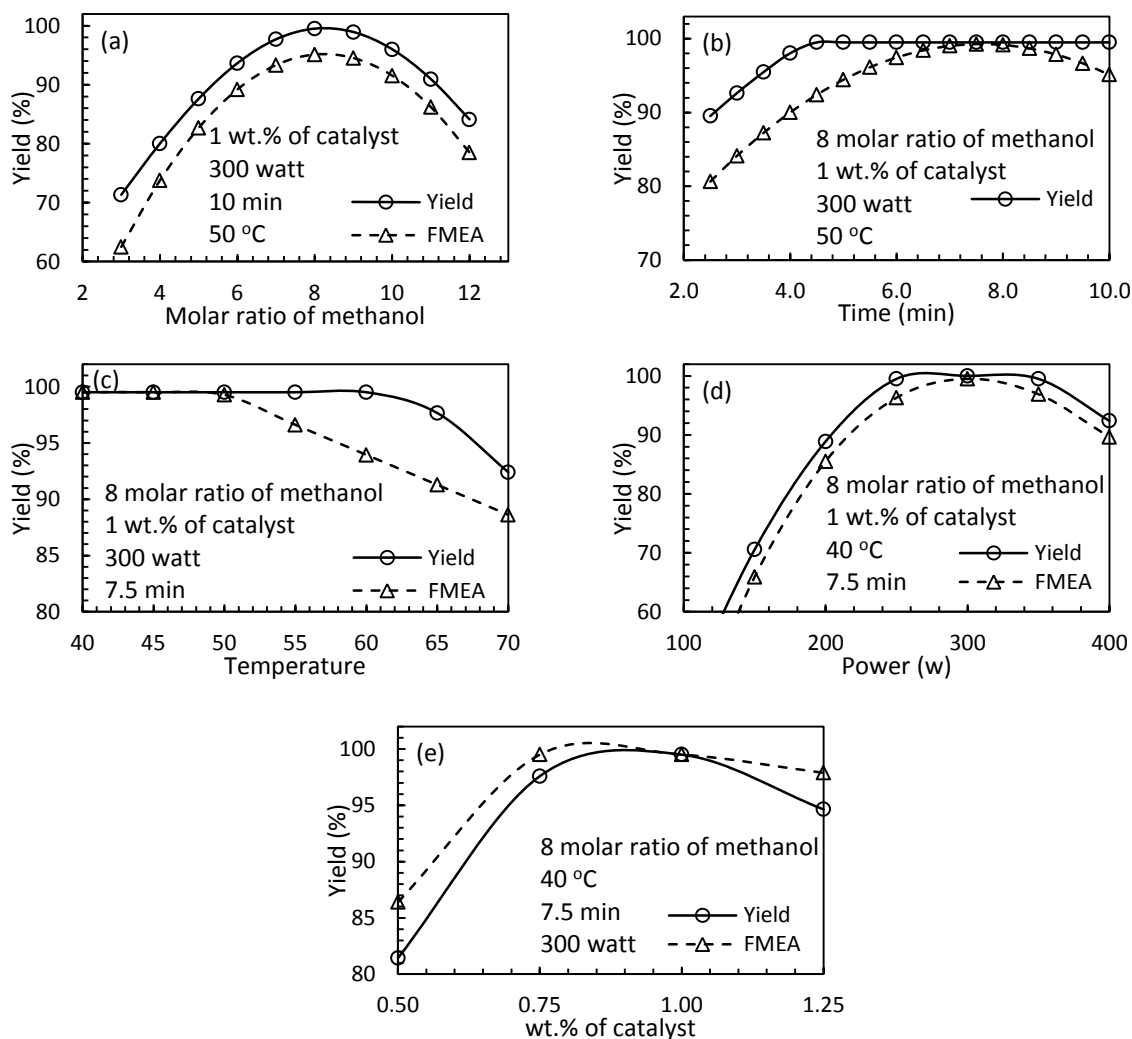 (a)
Yield (%)
100
90
80
70
60
1 wt.% of catalyst
300 watt
10 min
50 °C
Yield
FMEA
2 4 6 8 10 12
Molar ratio of methanol
(b)
Yield (%)
100
90
80
70
8 molar ratio of methanol
1 wt.% of catalyst
300 watt
50 °C
Yield
2.0 4.0 6.0 8.0 10.0
Time (min)
(c)
Yield (%)
100
95
90
85
80
8 molar ratio of methanol
1 wt.% of catalyst
300 watt
7.5 min
Yield
FMEA
40 45 50 55 60 65 70
Temperature
(d)
Yield (%)
100
90
80
70
60
8 molar ratio of methanol
1 wt.% of catalyst
40 °C
7.5 min
Yield
FMEA
100 200 300 400
Power (w)
(e)
Yield (%)
100
95
90
85
80
8 molar ratio of methanol
40 °C
7.5 min
300 watt
Yield
FMEA
0.50 0.75 1.00 1.25
wt.% of catalyst